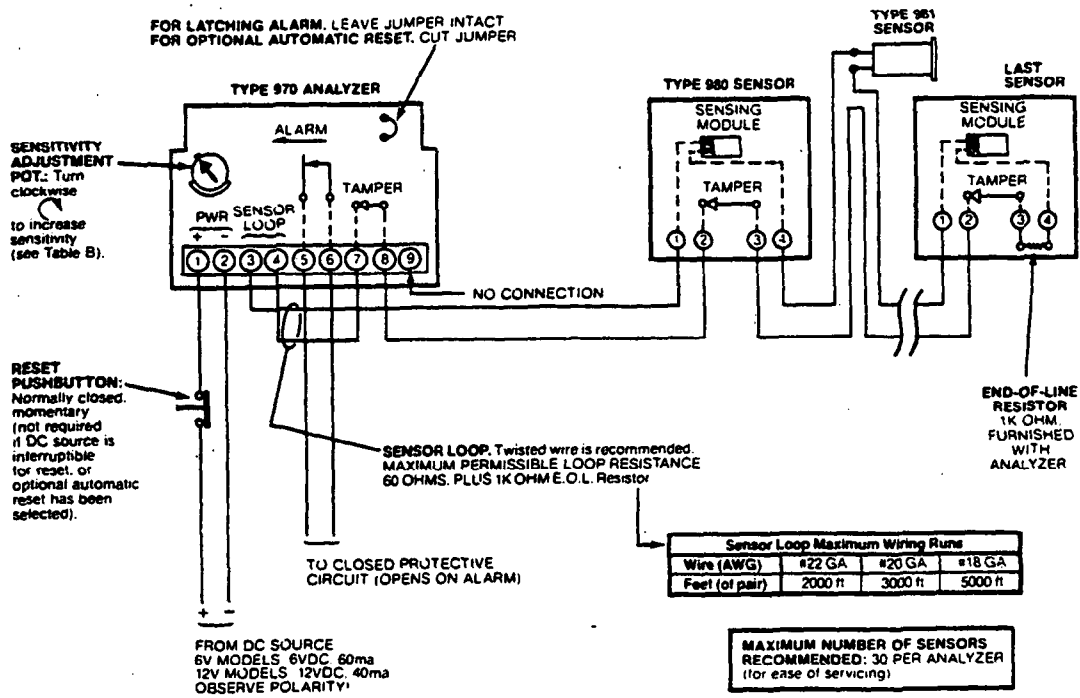 FOR LATCHING ALARM. LEAVE JUMPER INTACT
FOR OPTIONAL AUTOMATIC RESET. CUT JUMPER
TYPE 981
SENSOR
TYPE 970 ANALYZER
TYPE 980 SENSOR
LAST
SENSOR
ALARM
SENSING
MODULE
SENSING
MODULE
SENSITIVITY
ADJUSTMENT
POT.: Turn
clockwise
to increase
sensitivity
(see Table B).
TAMPER
TAMPER
TAMPER
PWR
+ -
SENSOR
LOOP
1 2 3 4 5 6 7 8 9
1 2 3 4
1 2 3 4
NO CONNECTION
RESET
PUSHBUTTON:
Normally closed.
momentary
(not required
if DC source is
interruptible
for reset, or
optional automatic
reset has been
selected).
END-OF-LINE
RESISTOR
1K OHM.
FURNISHED
WITH
ANALYZER
SENSOR LOOP. Twisted wire is recommended.
MAXIMUM PERMISSIBLE LOOP RESISTANCE
60 OHMS. PLUS 1K OHM E.O.L. Resistor
TO CLOSED PROTECTIVE
CIRCUIT (OPENS ON ALARM)
Sensor Loop Maximum Wiring Runs
Wire (AWG) #22 GA #20 GA #18 GA
Feet (of pair) 2000 ft 3000 ft 5000 ft
+ -
FROM DC SOURCE
6V MODELS 6VDC. 60ma
12V MODELS 12VDC. 40ma
OBSERVE POLARITY!
MAXIMUM NUMBER OF SENSORS
RECOMMENDED: 30 PER ANALYZER
(for ease of servicing)